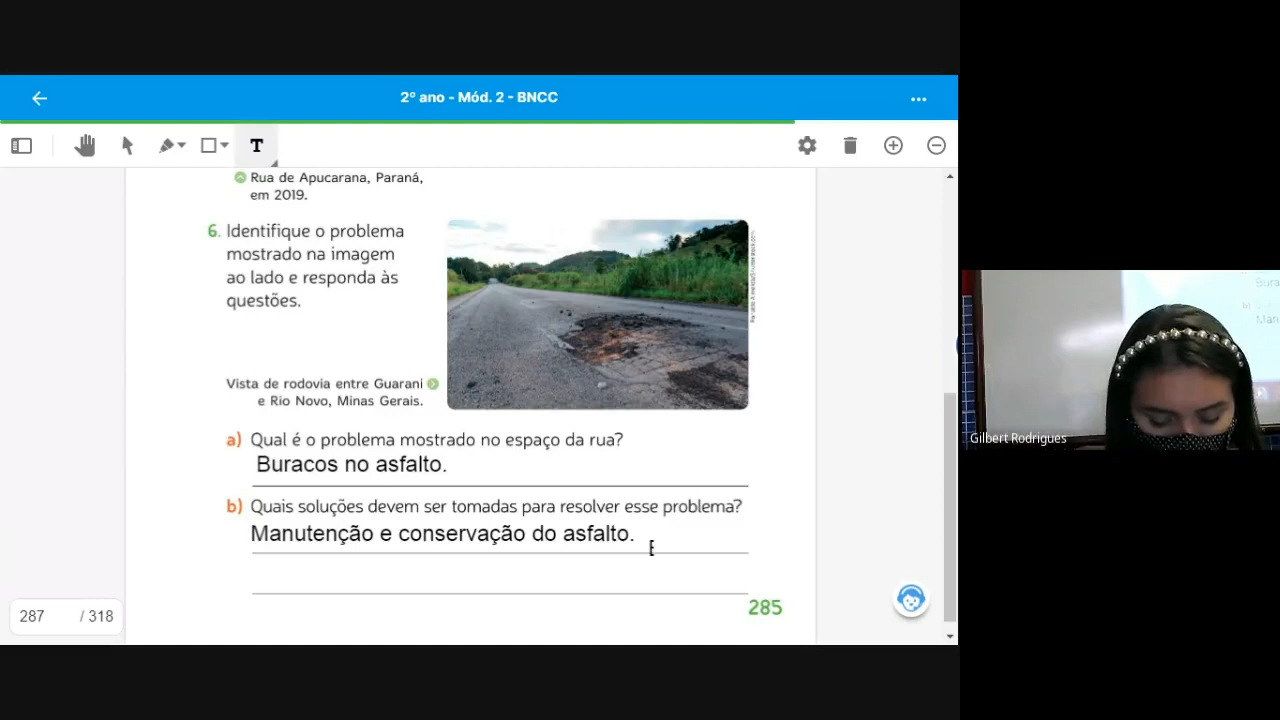 2º ano - Mód. 2 - BNCC
T
Rua de Apucarana, Paraná,
em 2019.
6. Identifique o problema
mostrado na imagem
ao lado e responda às
questões.
Vista de rodovia entre Guarani
e Rio Novo, Minas Gerais.
a) Qual é o problema mostrado no espaço da rua?
Buracos no asfalto.
b) Quais soluções devem ser tomadas para resolver esse problema?
Manutenção e conservação do asfalto.
285
287 / 318
Bura
Man
Gilbert Rodrigues